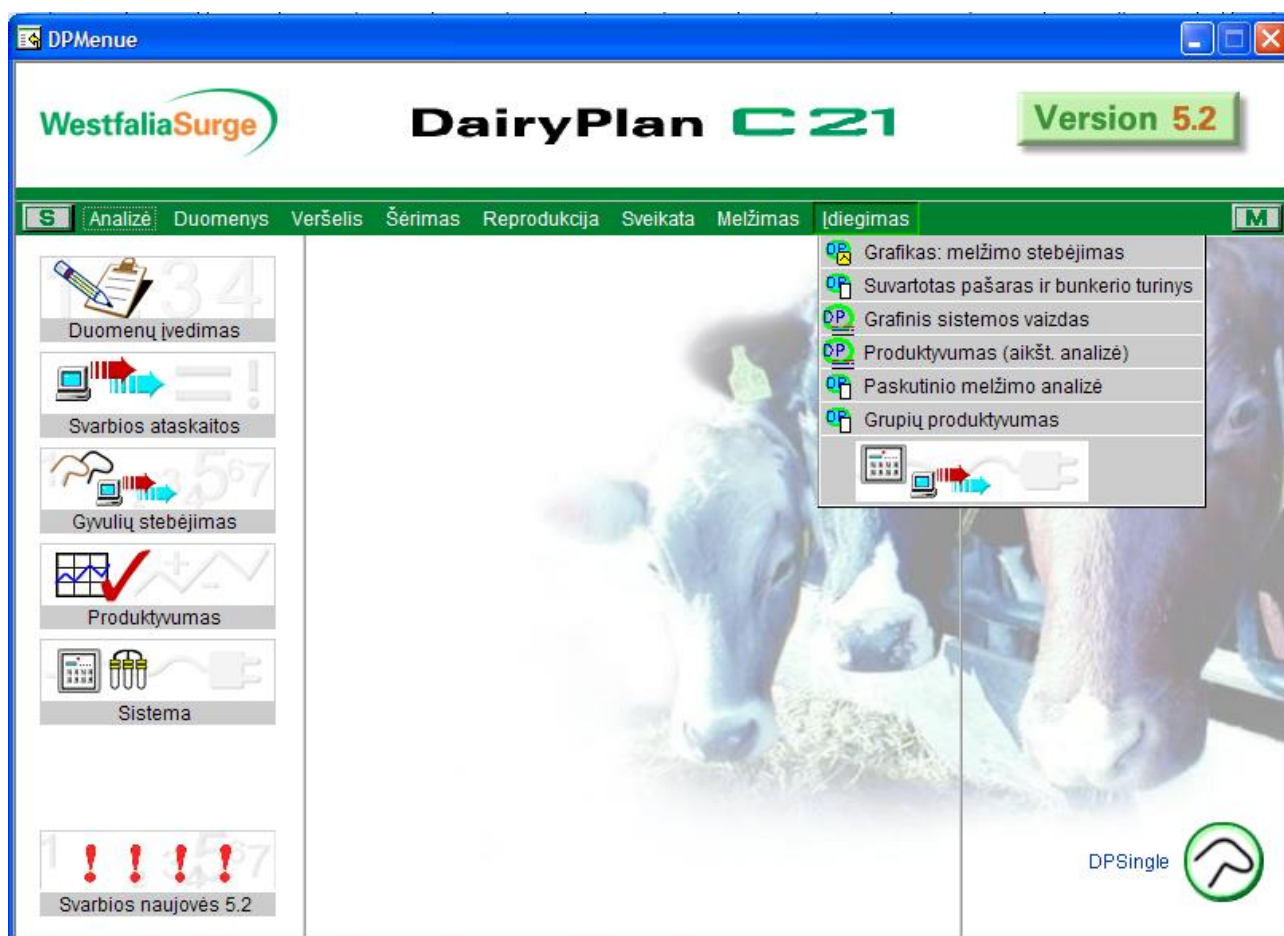 DPMenue
WestfaliaSurge
DairyPlan C21
Version 5.2
S Analizė Duomenys Veršelis Šėrimas Reprodukcija Sveikata Melžimas Įdiegimas M
Grafikas: melžimo stebėjimas
Suvartotas pašaras ir bunkerio turinys
Grafinis sistemos vaizdas
Produktyvumas (aikšt. analizė)
Paskutinio melžimo analizė
Grupių produktyvumas
Duomenų įvedimas
Svarbios ataskaitos
Gyvulių stebėjimas
Produktyvumas
Sistema
Svarbios naujovės 5.2
DPSingle